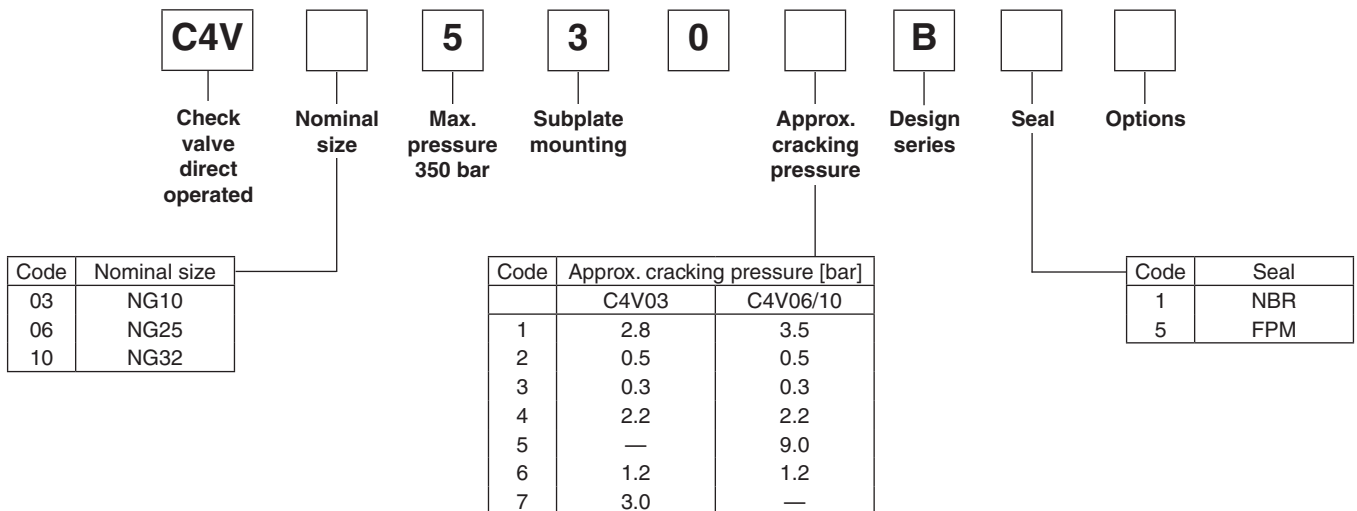 C4V 5 3 0 B
Check valve direct operated
Nominal size
Max. pressure 350 bar
Subplate mounting
Approx. cracking pressure
Design series
Seal
Options
Code Nominal size
03 NG10
06 NG25
10 NG32
Code Approx. cracking pressure [bar]
C4V03 C4V06/10
1 2.8 3.5
2 0.5 0.5
3 0.3 0.3
4 2.2 2.2
5 — 9.0
6 1.2 1.2
7 3.0 —
Code Seal
1 NBR
5 FPM